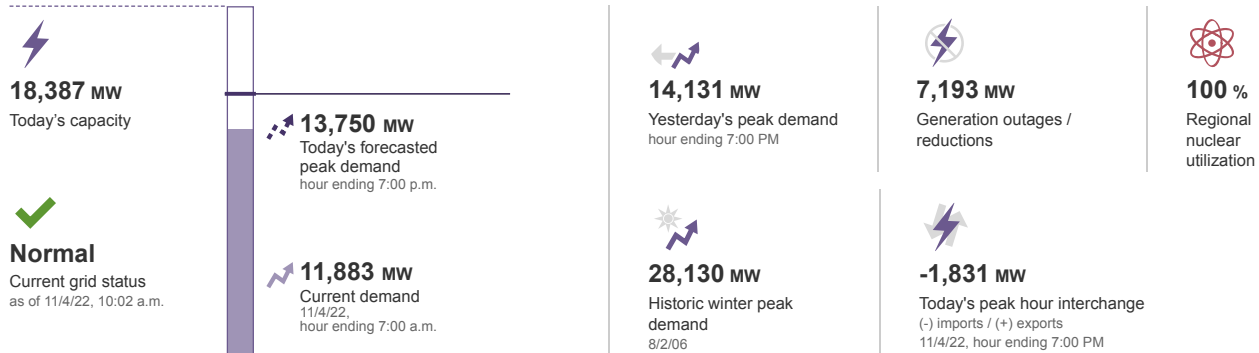 18,387 MW
Today's capacity
Normal
Current grid status
as of 11/4/22, 10:02 a.m.
13,750 MW
Today's forecasted
peak demand
hour ending 7:00 p.m.
11,883 MW
Current demand
11/4/22,
hour ending 7:00 a.m.
14,131 MW
Yesterday's peak demand
hour ending 7:00 PM
7,193 MW
Generation outages /
reductions
100 %
Regional
nuclear
utilization
28,130 MW
Historic winter peak
demand
8/2/06
-1,831 MW
Today's peak hour interchange
(-) imports / (+) exports
11/4/22, hour ending 7:00 PM